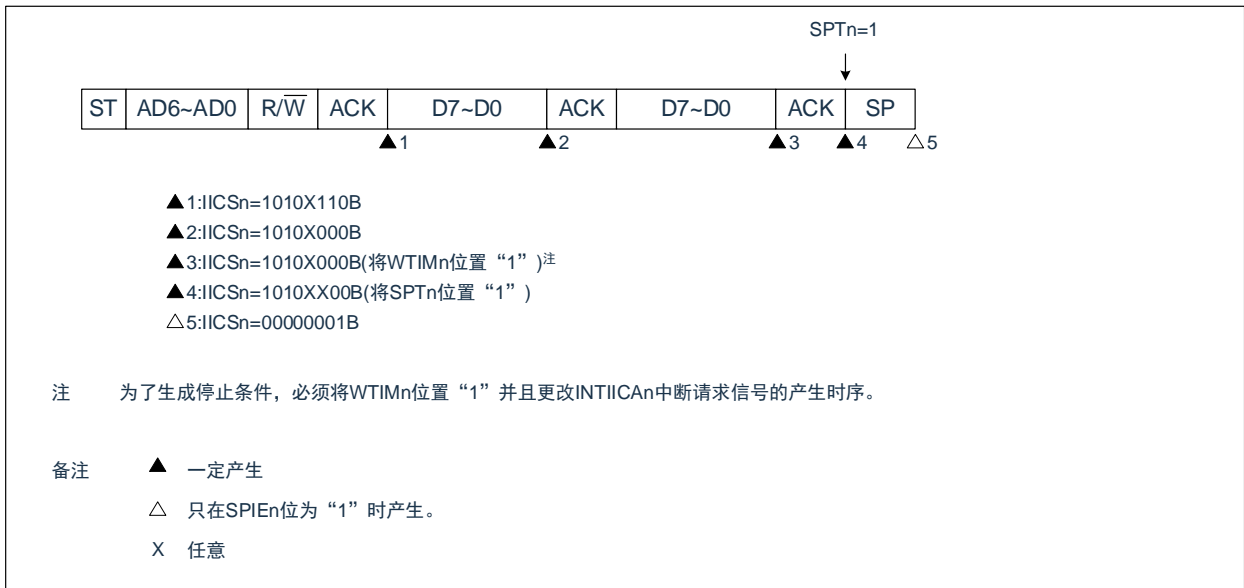 SPTn=1
ST AD6~AD0 R/W̅ ACK D7~D0 ACK D7~D0 ACK SP
▲1 ▲2 ▲3 ▲4 △5
▲1:IICSn=1010X110B
▲2:IICSn=1010X000B
▲3:IICSn=1010X000B(将WTIMn位置“1”)注
▲4:IICSn=1010XX00B(将SPTn位置“1”)
△5:IICSn=00000001B
注 为了生成停止条件，必须将WTIMn位置“1”并且更改INTIICAn中断请求信号的产生时序。
备注 ▲ 一定产生
△ 只在SPIEn位为“1”时产生。
X 任意